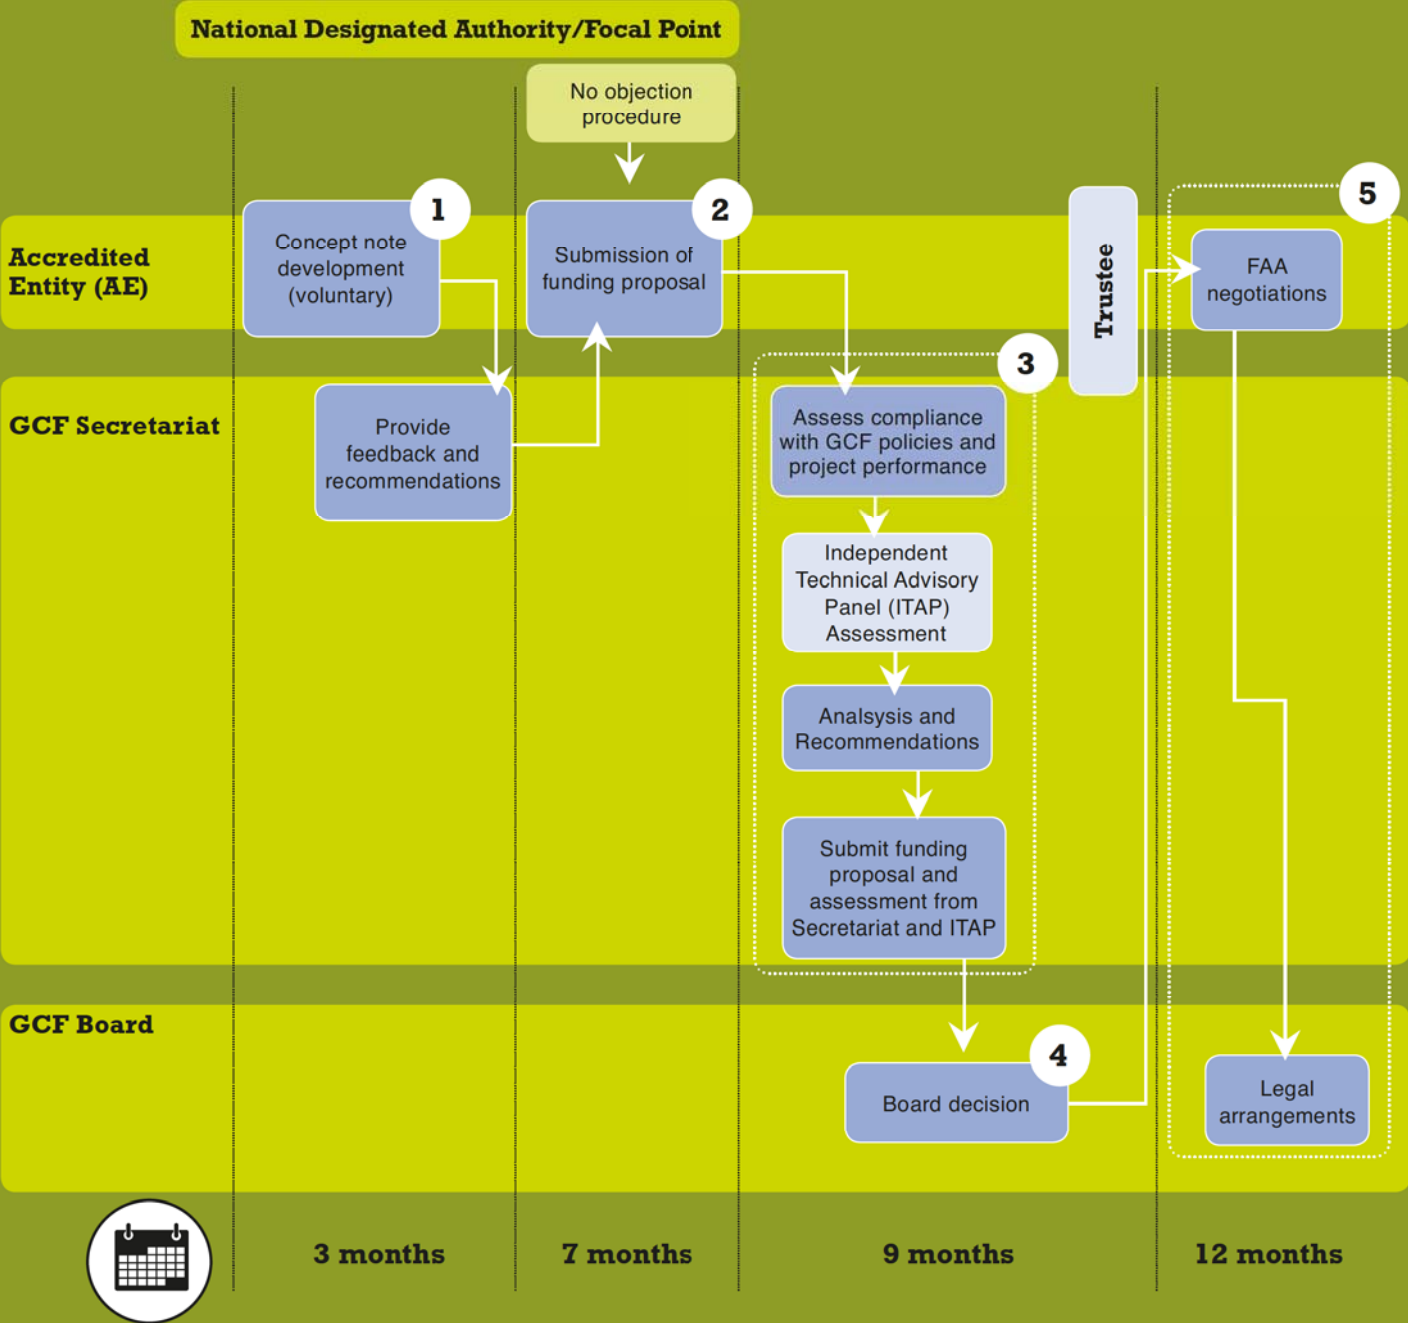 National Designated Authority/Focal Point
No objection
procedure
1
Concept note
development
(voluntary)
2
Submission of
funding proposal
5
FAA
negotiations
Trustee
Accredited
Entity (AE)
GCF Secretariat
Provide
feedback and
recommendations
3
Assess compliance
with GCF policies and
project performance
Independent
Technical Advisory
Panel (ITAP)
Assessment
Analsysis and
Recommendations
Submit funding
proposal and
assessment from
Secretariat and ITAP
GCF Board
4
Board decision
Legal
arrangements
3 months
7 months
9 months
12 months